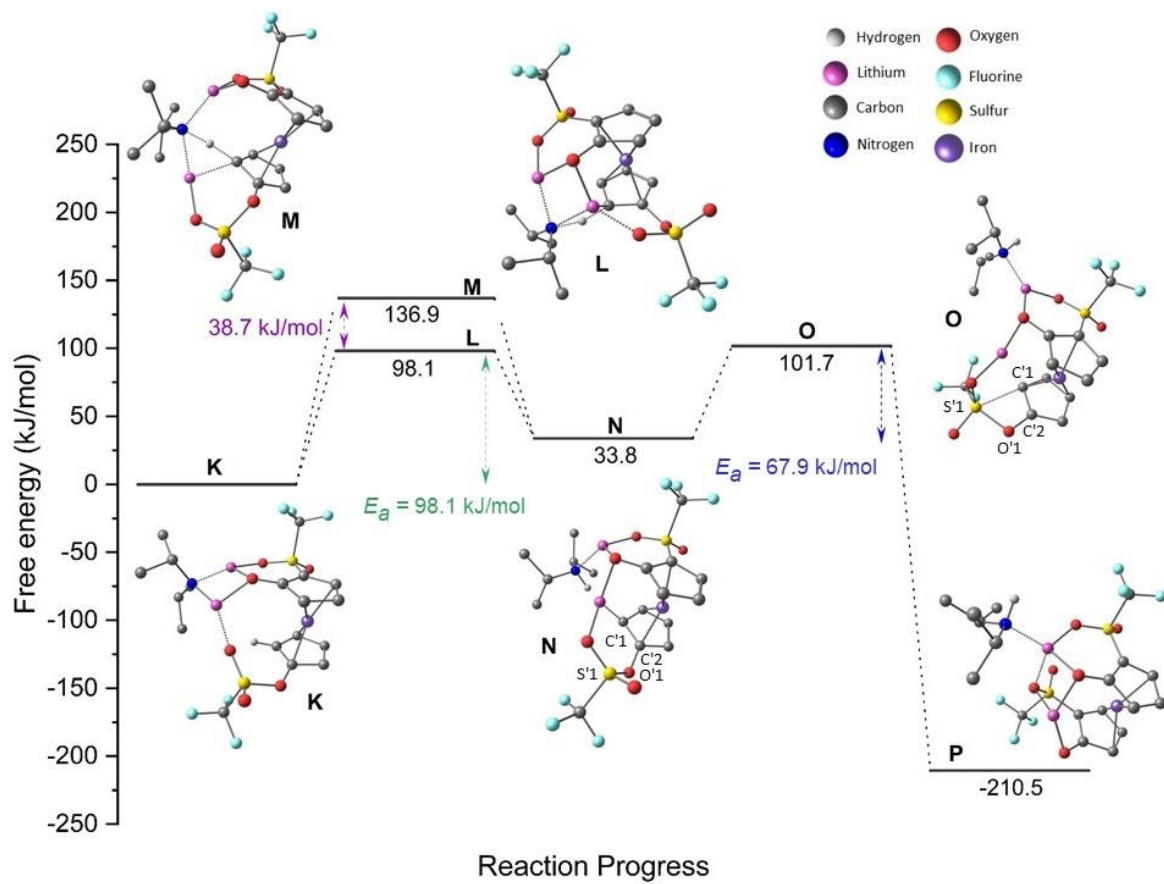 Hydrogen
Oxygen
Lithium
Fluorine
Carbon
Sulfur
Nitrogen
Iron
Free energy (kJ/mol)
250
200
150
100
50
0
-50
-100
-150
-200
-250
M
L
M
136.9
38.7 kJ/mol
L
98.1
O
101.7
O
C'1
S'1
C'2
O'1
N
33.8
K
0
E_a = 98.1 kJ/mol
E_a = 67.9 kJ/mol
K
N
C'1
C'2
S'1
O'1
P
-210.5
Reaction Progress